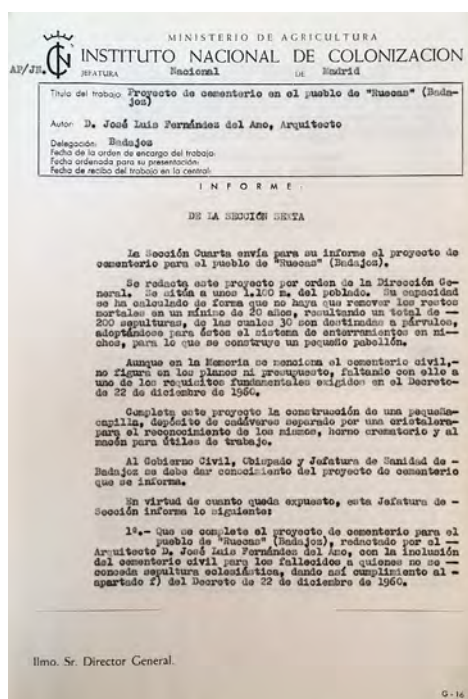 MINISTERIO DE AGRICULTURA
INSTITUTO NACIONAL DE COLONIZACION
AP/JR.
JEFATURA Nacional DE Madrid
Título del trabajo: Proyecto de cementerio en el pueblo de "Ruecas" (Bada-
joz)
Autor: D. José Luis Fernández del Amo, Arquitecto
Delegación: Badajoz
Fecha de la orden de encargo del trabajo:
Fecha ordenada para su presentación:
Fecha de recibo del trabajo en la central:
INFORME
DE LA SECCIÓN SEXTA
La Sección Cuarta envía para su informe el proyecto de
cementerio para el pueblo de "Ruecas" (Badajoz).
Se redacta este proyecto por orden de la Dirección Ge-
neral. Se sitúa a unos 1.100 m. del poblado. Su capacidad
se ha calculado de forma que no haya que remover los restos
mortales en un mínimo de 20 años, resultando un total de —
200 sepulturas, de las cuales 30 son destinadas a párvulos,
adoptándose para éstos el sistema de enterramientos en ni-
chos, para lo que se construye un pequeño pabellón.
Aunque en la Memoria se menciona el cementerio civil,-
no figura en los planos ni presupuesto, faltando con ello a
uno de los requisitos fundamentales exigidos en el Decreto-
de 22 de diciembre de 1960.
Completa este proyecto la construcción de una pequeña-
capilla, depósito de cadáveres separado por una cristalera-
para el reconocimiento de los mismos, horno crematorio y al
macén para útiles de trabajo.
Al Gobierno Civil, Obispado y Jefatura de Sanidad de -
Badajoz se debe dar conocimiento del proyecto de cementerio
que se informa.
En virtud de cuanto queda expuesto, esta Jefatura de -
Sección informa lo siguiente:
1º.- Que se complete el proyecto de cementerio para el
pueblo de "Ruecas" (Badajoz), redactado por el —
Arquitecto D. José Luis Fernández del Amo, con la inclusión
del cementerio civil para los fallecidos a quienes no se —
conceda sepultura eclesiástica, dando así cumplimiento al -
apartado f) del Decreto de 22 de diciembre de 1960.
Ilmo. Sr. Director General.
G-16